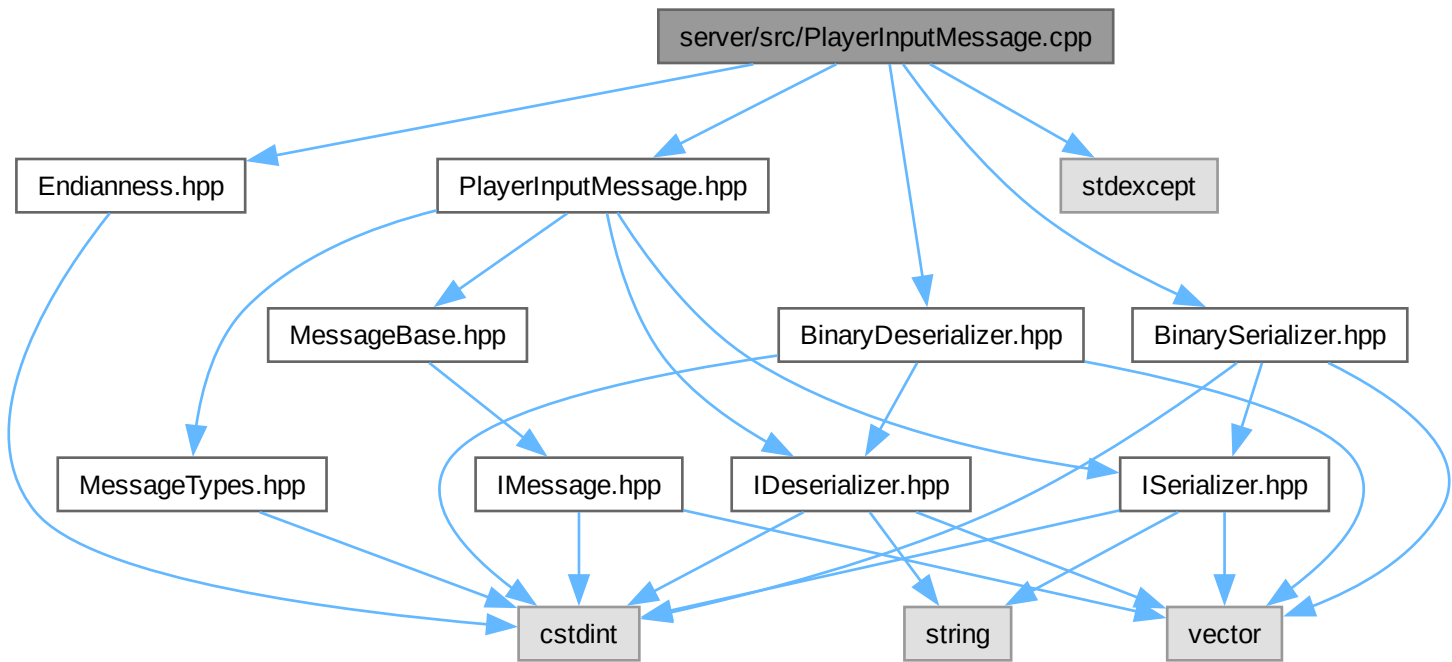 server/src/PlayerInputMessage.cpp
Endianness.hpp
PlayerInputMessage.hpp
stdexcept
MessageBase.hpp
BinaryDeserializer.hpp
BinarySerializer.hpp
MessageTypes.hpp
IMessage.hpp
IDeserializer.hpp
ISerializer.hpp
cstdint
string
vector